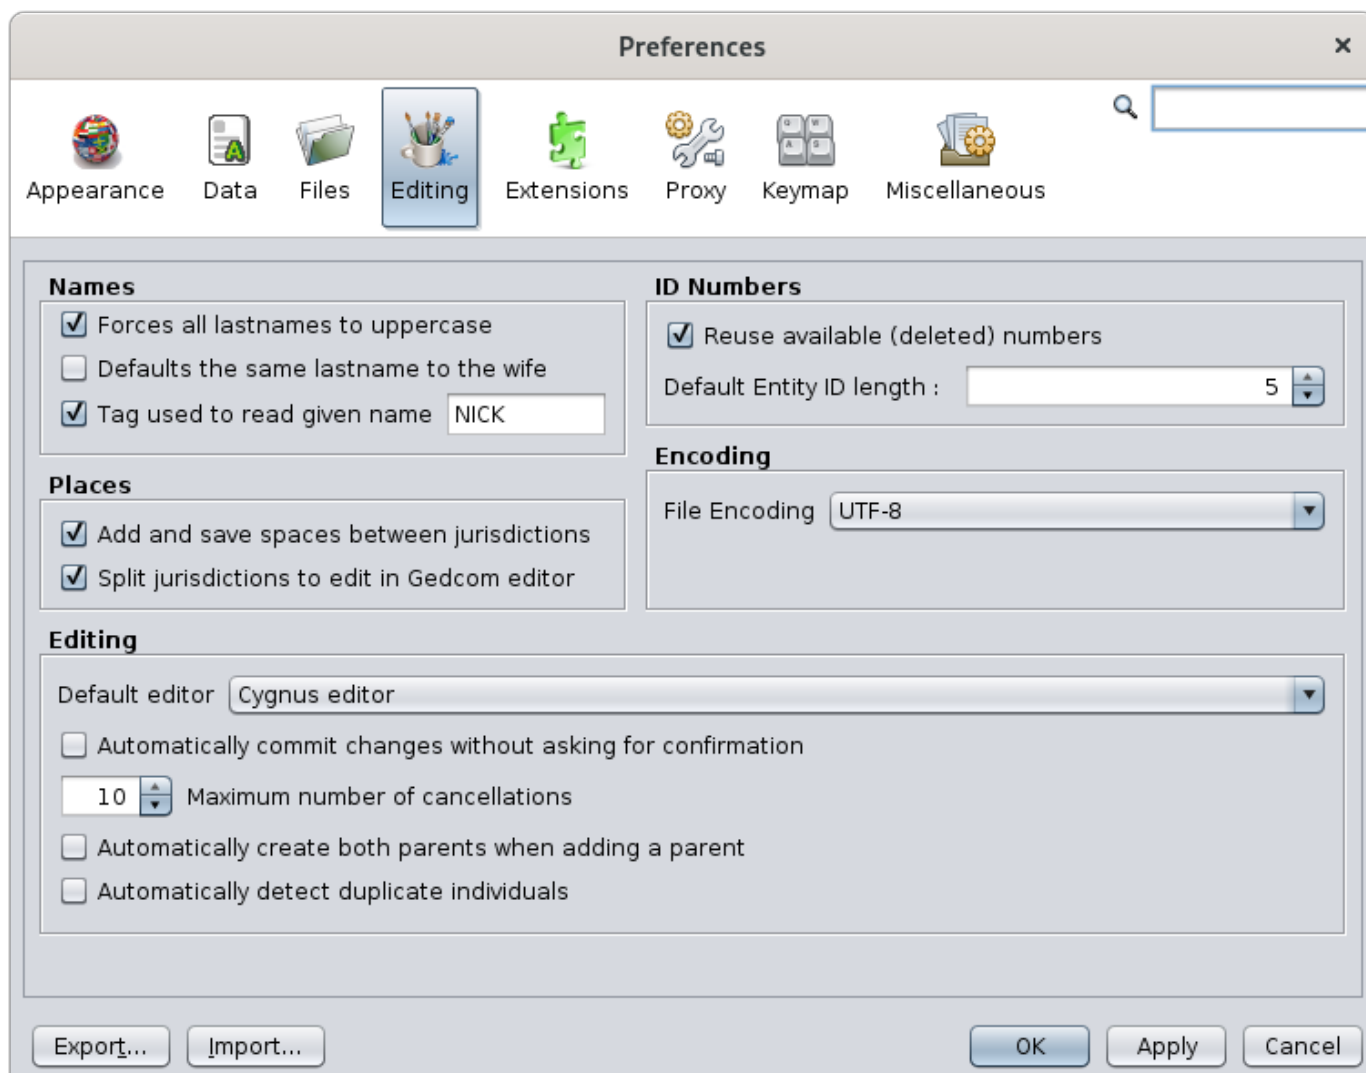 Preferences
Appearance
Data
Files
Editing
Extensions
Proxy
Keymap
Miscellaneous
Names
Forces all lastnames to uppercase
Defaults the same lastname to the wife
Tag used to read given name NICK
Places
Add and save spaces between jurisdictions
Split jurisdictions to edit in Gedcom editor
ID Numbers
Reuse available (deleted) numbers
Default Entity ID length : 5
Encoding
File Encoding UTF-8
Editing
Default editor Cygnus editor
Automatically commit changes without asking for confirmation
10 Maximum number of cancellations
Automatically create both parents when adding a parent
Automatically detect duplicate individuals
Export...
Import...
OK
Apply
Cancel